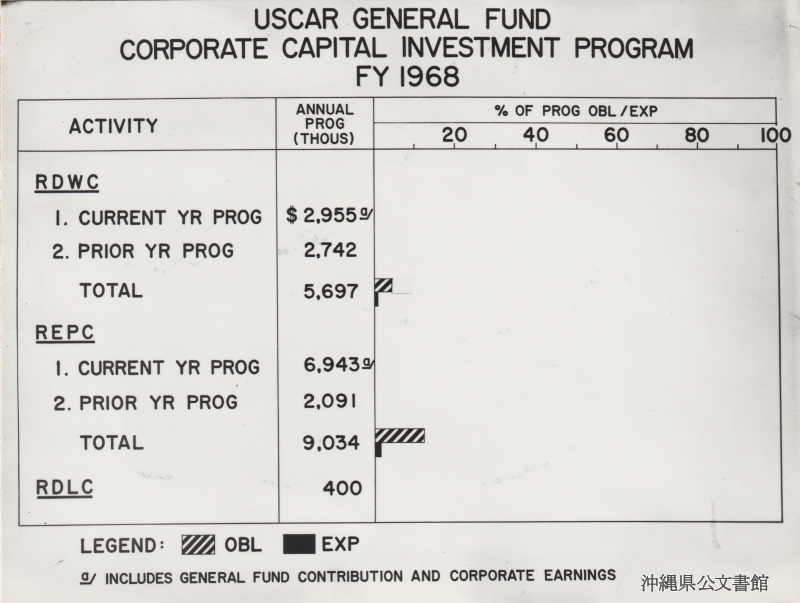 USCAR GENERAL FUND
CORPORATE CAPITAL INVESTMENT PROGRAM
FY 1968
ACTIVITY
ANNUAL
PROG
(THOUS)
% OF PROG OBL/EXP
20 40 60 80 100
RDWC
1. CURRENT YR PROG $2,955 a/
2. PRIOR YR PROG 2,742
TOTAL 5,697
REPC
1. CURRENT YR PROG 6,943 a/
2. PRIOR YR PROG 2,091
TOTAL 9,034
RDLC 400
LEGEND: OBL EXP
a/ INCLUDES GENERAL FUND CONTRIBUTION AND CORPORATE EARNINGS
沖縄県公文書館